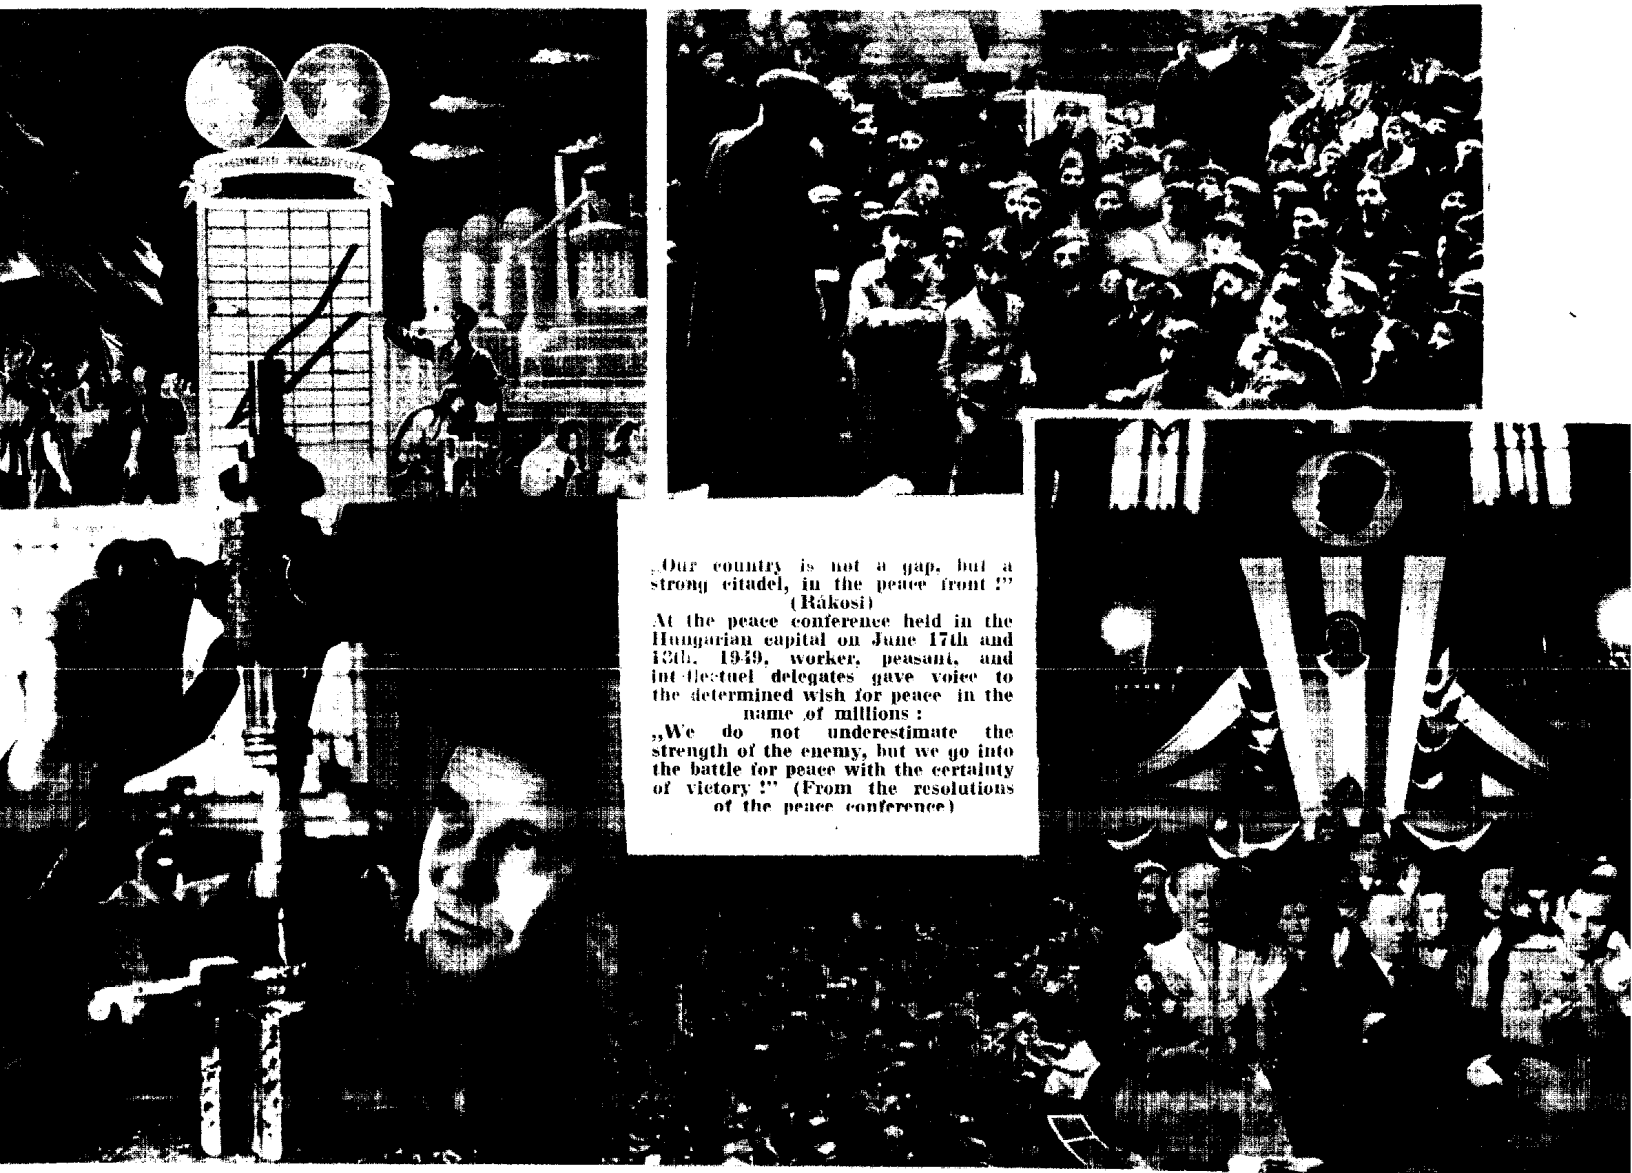 „Our country is not a gap, but a
strong citadel, in the peace front !”
(Rákosi)
At the peace conference held in the
Hungarian capital on June 17th and
18th, 1949, worker, peasant, and
intellectuel delegates gave voice to
the determined wish for peace in the
name of millions :
„We do not underestimate the
strength of the enemy, but we go into
the battle for peace with the certainty
of victory !” (From the resolutions
of the peace conference)